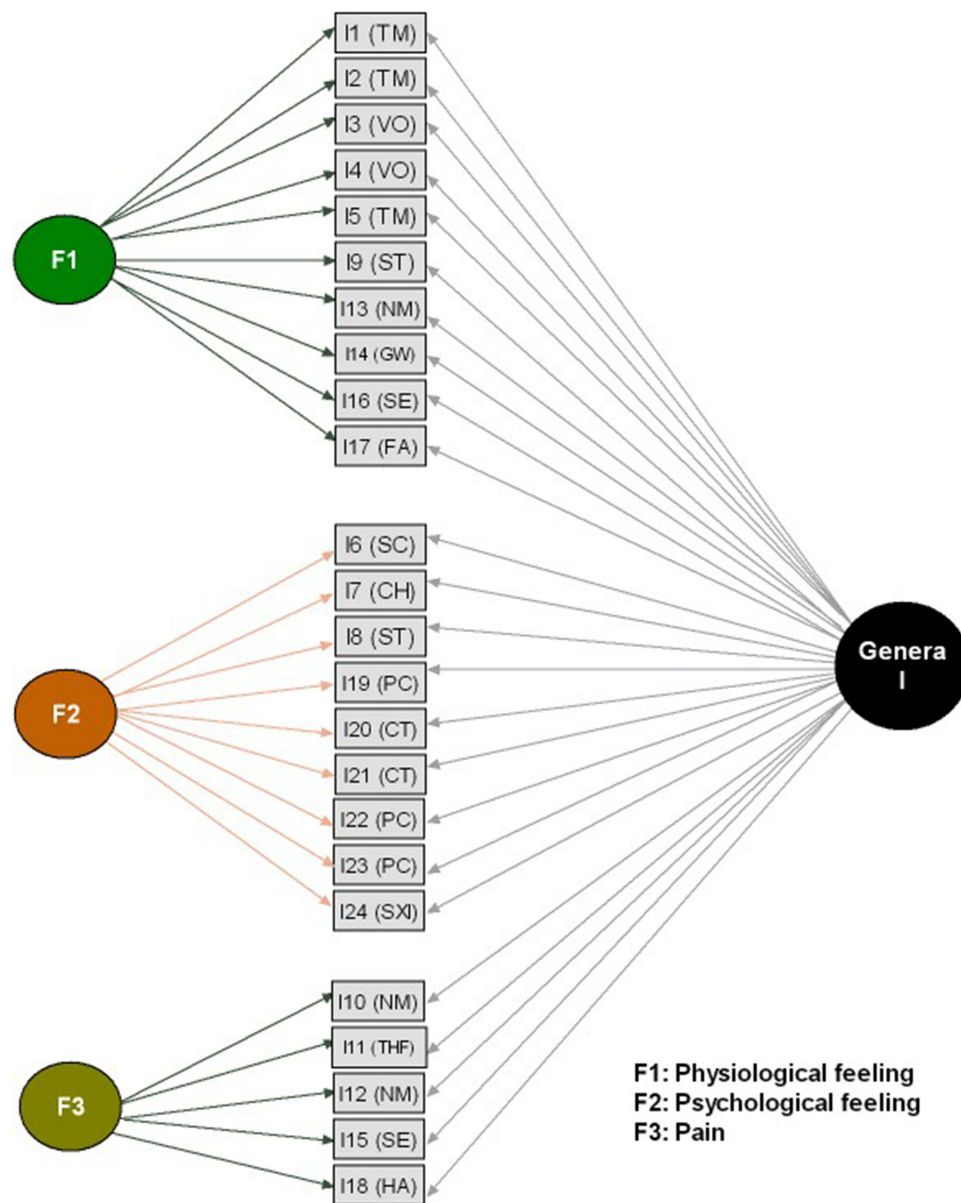 I1 (TM)
I2 (TM)
I3 (VO)
I4 (VO)
I5 (TM)
F1
I9 (ST)
I13 (NM)
I14 (GW)
I16 (SE)
I17 (FA)
I6 (SC)
I7 (CH)
I8 (ST)
Genera
l
I19 (PC)
F2
I20 (CT)
I21 (CT)
I22 (PC)
I23 (PC)
I24 (SXI)
I10 (NM)
I11 (THF)
F3
I12 (NM)
I15 (SE)
I18 (HA)
F1: Physiological feeling
F2: Psychological feeling
F3: Pain